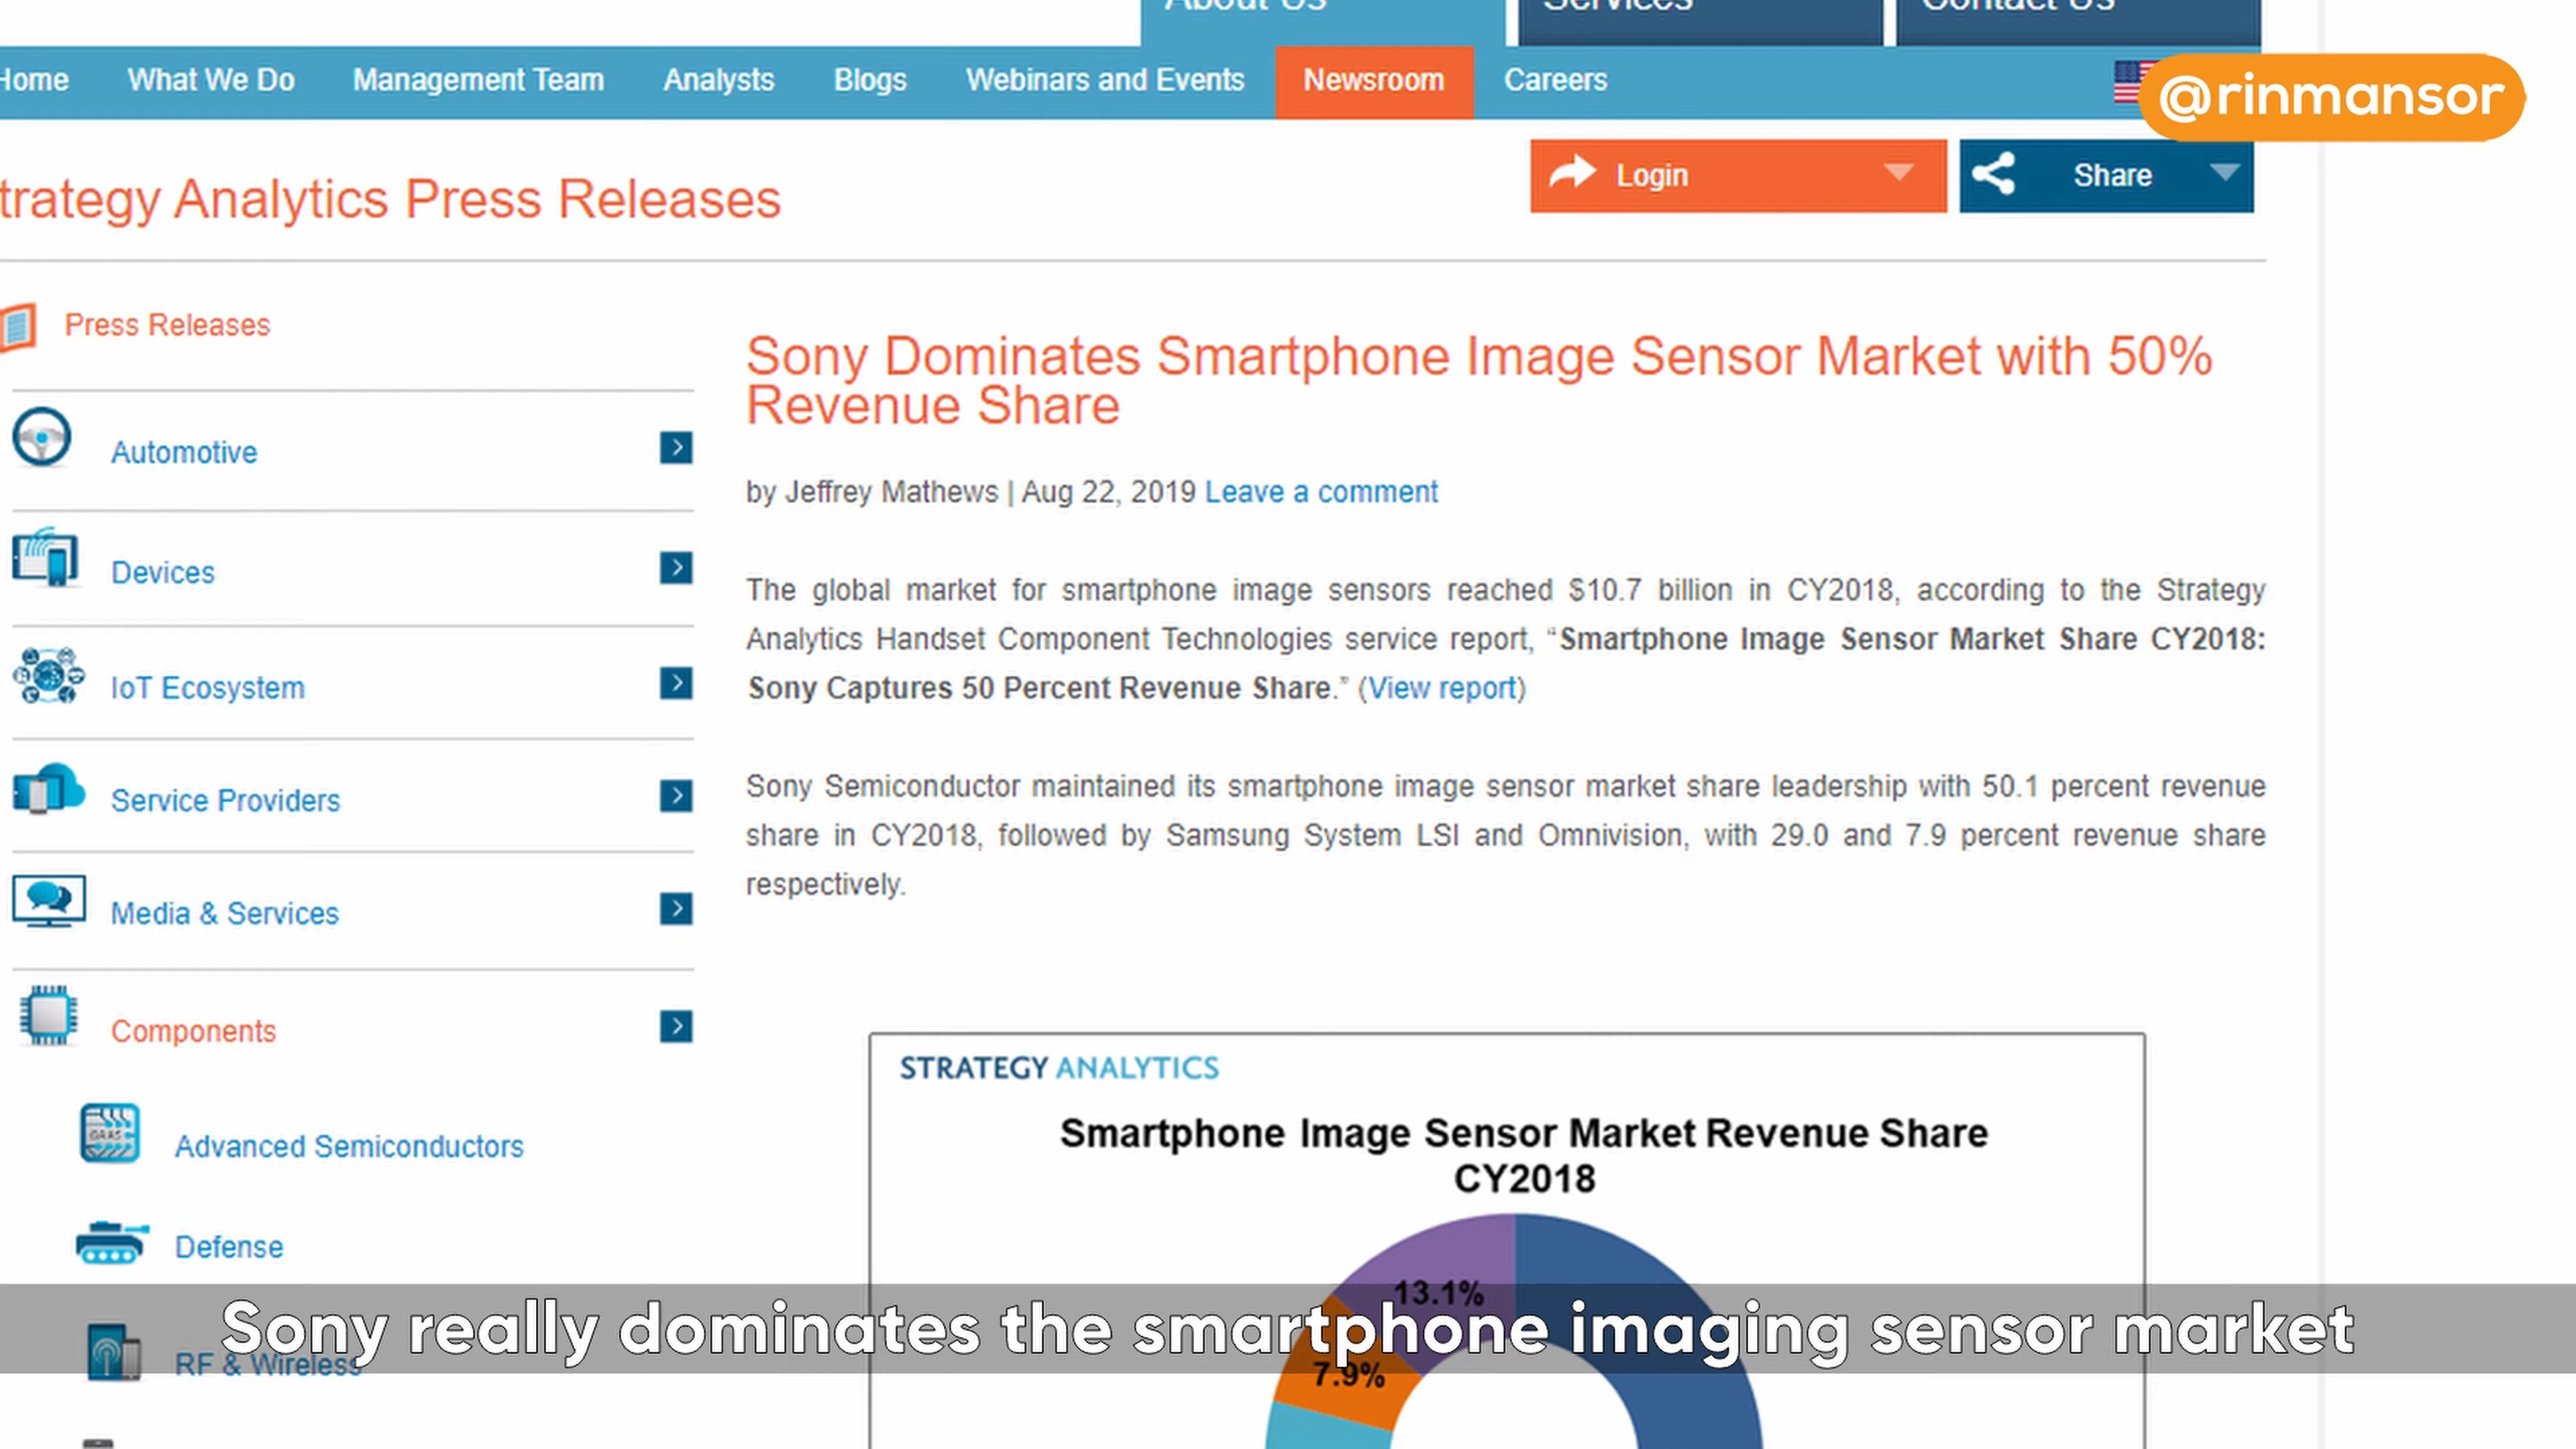 About Us
Services
Contact Us
Home
What We Do
Management Team
Analysts
Blogs
Webinars and Events
Newsroom
Careers
@rinmansor
Login
Share
trategy Analytics Press Releases
Press Releases
Automotive
Devices
IoT Ecosystem
Service Providers
Media & Services
Components
Advanced Semiconductors
Defense
RF & Wireless
Sony Dominates Smartphone Image Sensor Market with 50%
Revenue Share
by Jeffrey Mathews | Aug 22, 2019 Leave a comment
The global market for smartphone image sensors reached $10.7 billion in CY2018, according to the Strategy
Analytics Handset Component Technologies service report, “Smartphone Image Sensor Market Share CY2018:
Sony Captures 50 Percent Revenue Share.” (View report)
Sony Semiconductor maintained its smartphone image sensor market share leadership with 50.1 percent revenue
share in CY2018, followed by Samsung System LSI and Omnivision, with 29.0 and 7.9 percent revenue share
respectively.
STRATEGY ANALYTICS
Smartphone Image Sensor Market Revenue Share
CY2018
13.1%
7.9%
Sony really dominates the smartphone imaging sensor market